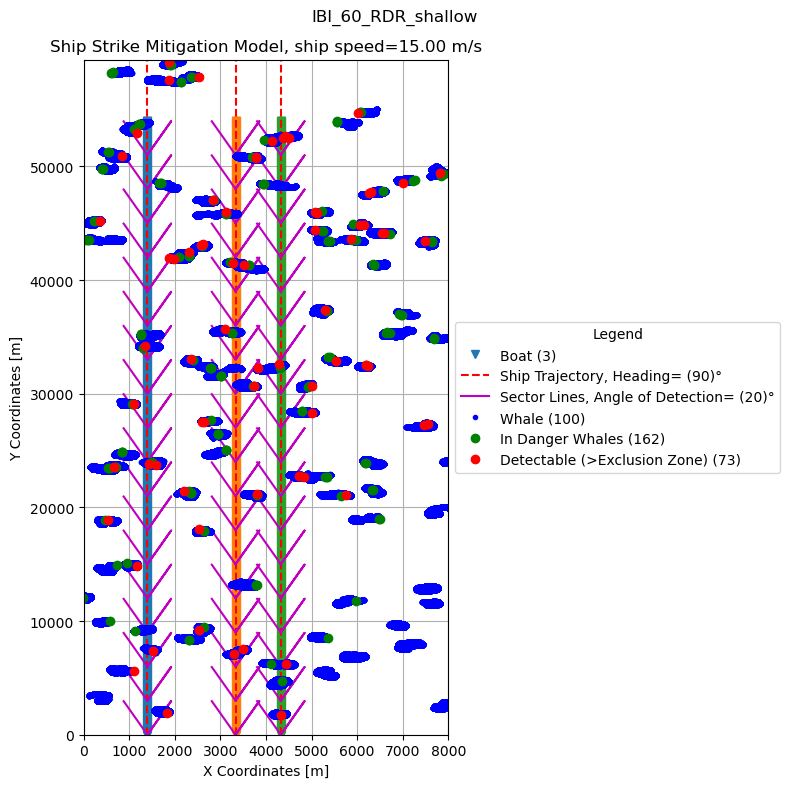 IBI_60_RDR_shallow
Ship Strike Mitigation Model, ship speed=15.00 m/s
50000
40000
30000
20000
10000
0
Y Coordinates [m]
0 1000 2000 3000 4000 5000 6000 7000 8000
X Coordinates [m]
Legend
Boat (3)
Ship Trajectory, Heading= (90)°
Sector Lines, Angle of Detection= (20)°
Whale (100)
In Danger Whales (162)
Detectable (>Exclusion Zone) (73)